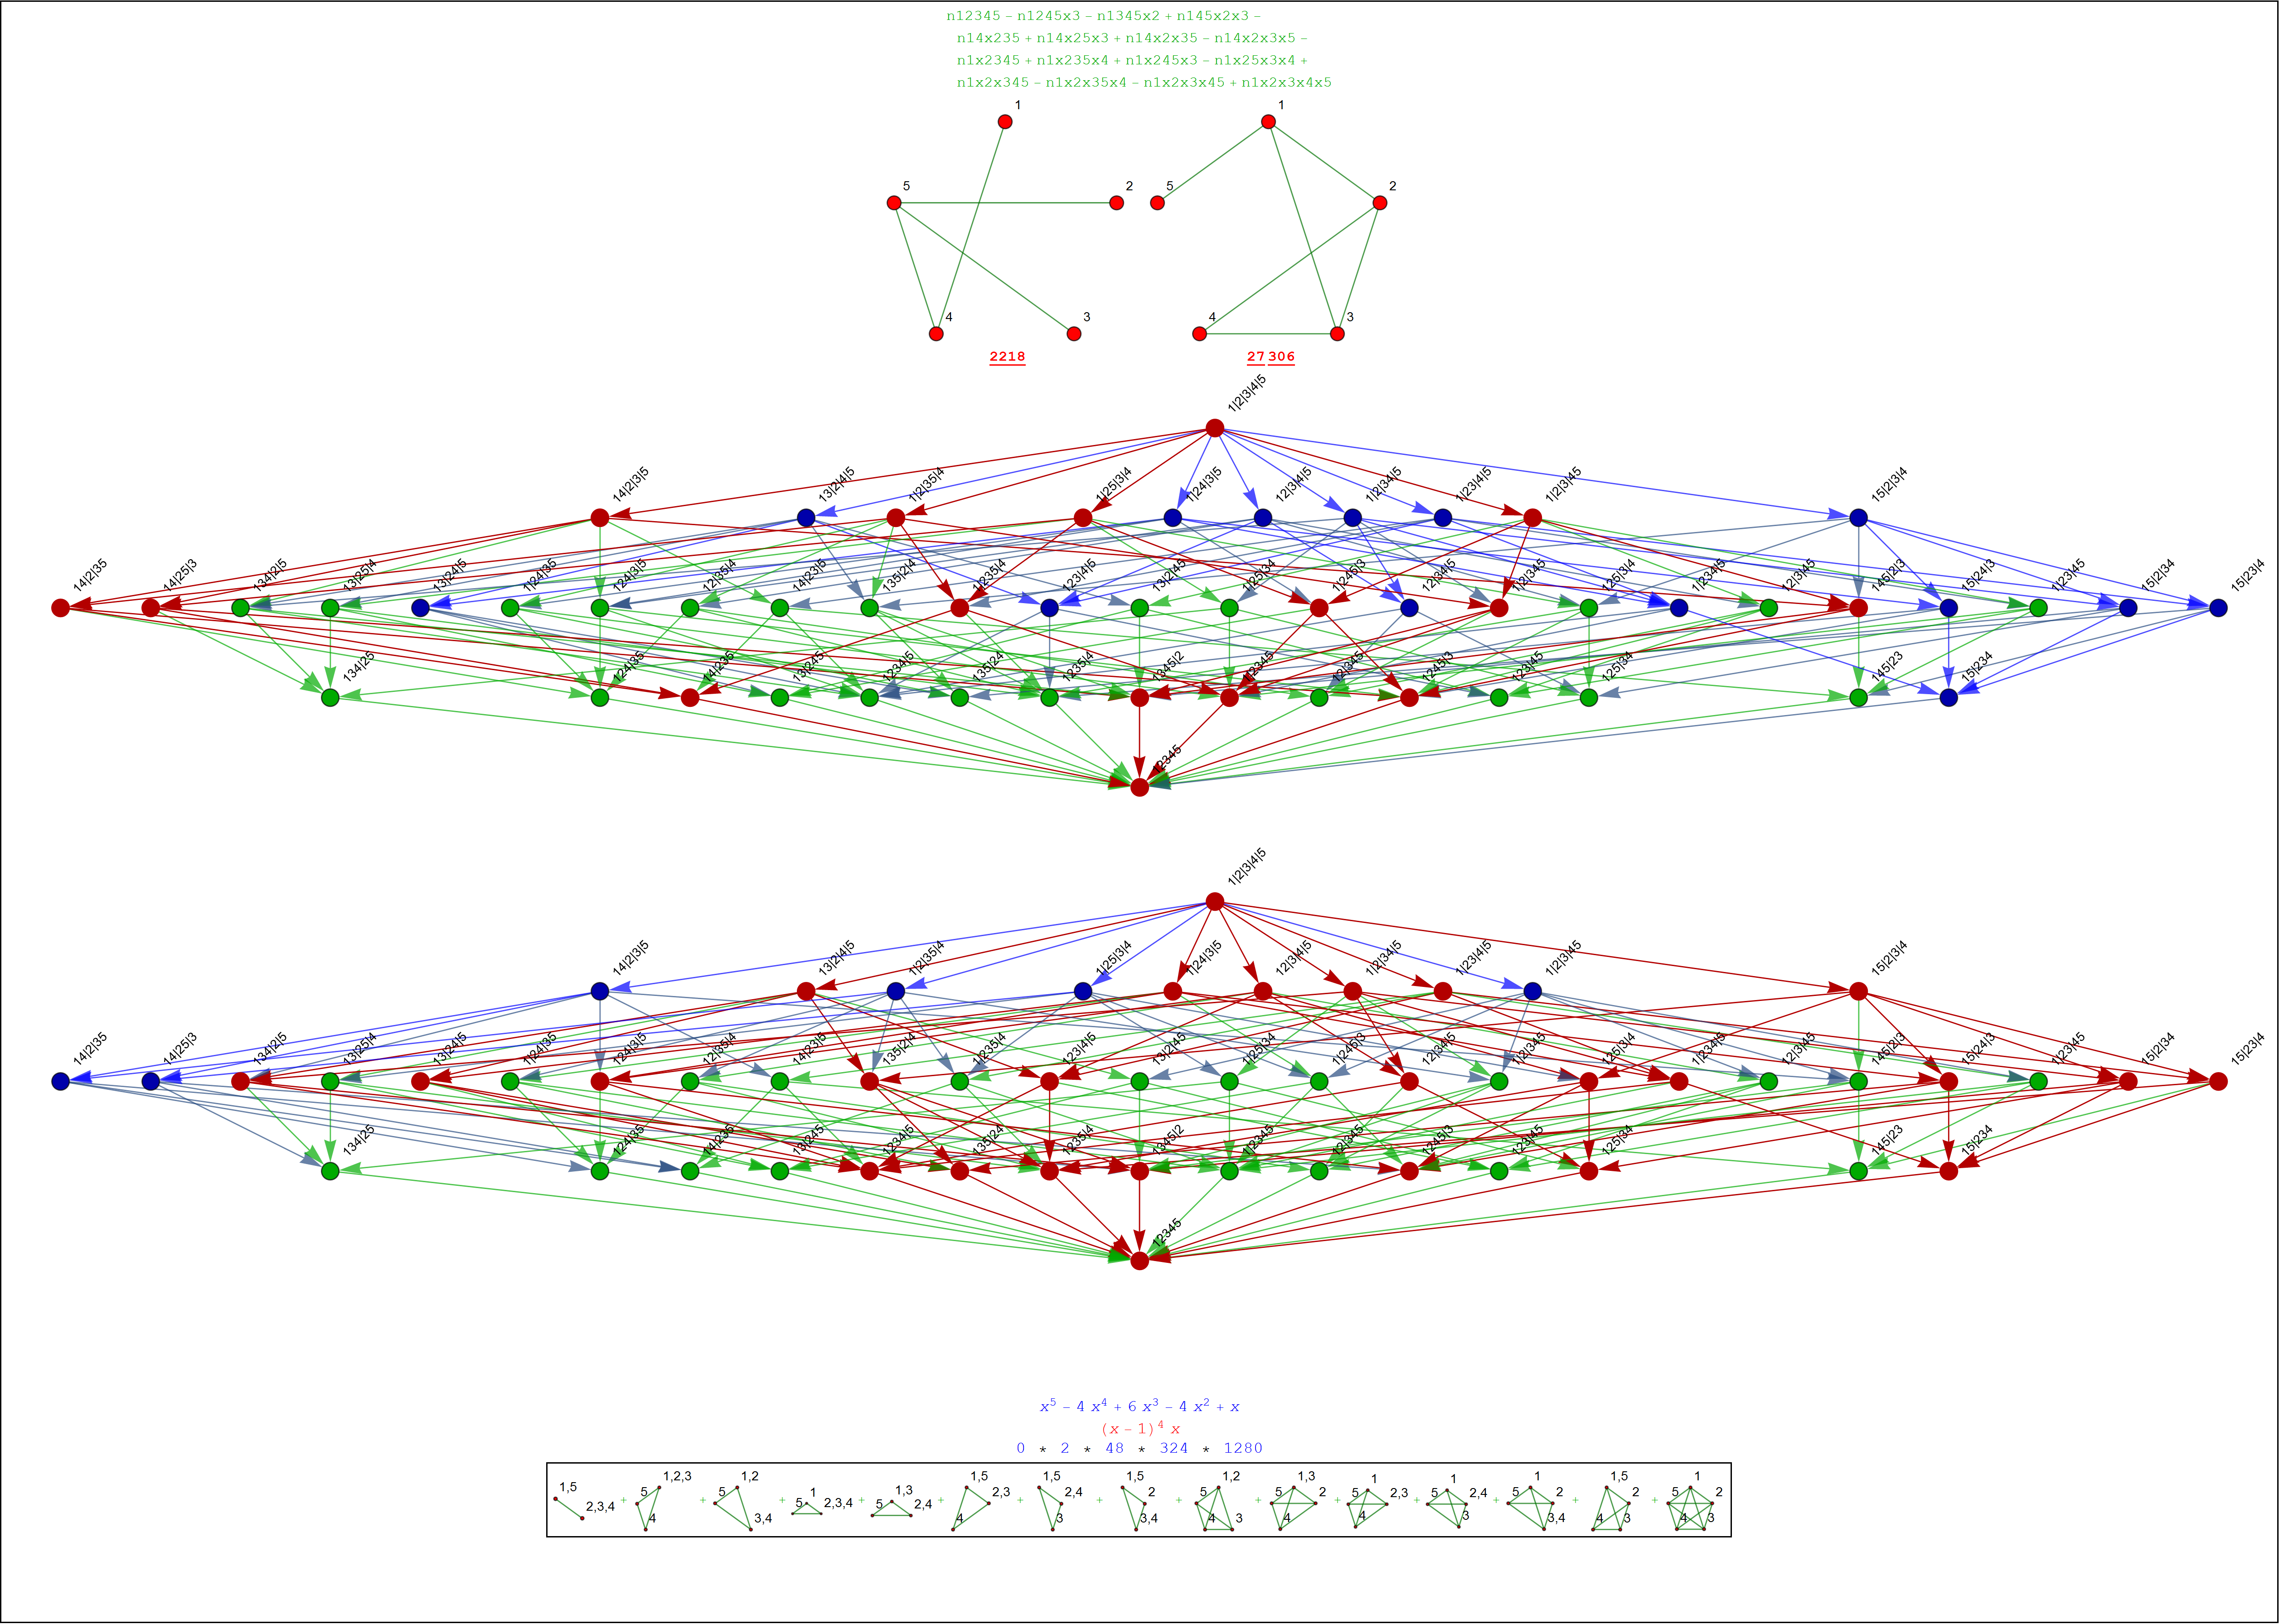 n12345 – n1245x3 – n1345x2 + n145x2x3 –
n14x235 + n14x25x3 + n14x2x35 – n14x2x3x5 –
n1x2345 + n1x235x4 + n1x245x3 – n1x25x3x4 +
n1x2x345 – n1x2x35x4 – n1x2x3x45 + n1x2x3x4x5
1 1
5 2 5 2
4 3 4 3
2218 27 306
1|2|3|4|5
14|2|3|5 13|2|4|5 1|2|35|4 1|25|3|4 1|24|3|5 12|3|4|5 1|2|34|5 1|23|4|5 1|2|3|45 15|2|3|4
14|2|35 14|25|3 134|2|5 13|25|4 13|24|5 1|24|35 124|3|5 12|35|4 14|23|5 135|2|4 1|235|4 123|4|5 13|2|45 1|25|34 1|245|3 12|34|5 1|2|345 125|3|4 1|234|5 12|3|45 145|2|3 15|24|3 1|23|45 15|2|34 15|23|4
134|25 124|35 14|235 13|245 1234|5 135|24 1235|4 1345|2 1|2345 12|345 1245|3 123|45 125|34 145|23 15|234
12345
1|2|3|4|5
14|2|3|5 13|2|4|5 1|2|35|4 1|25|3|4 1|24|3|5 12|3|4|5 1|2|34|5 1|23|4|5 1|2|3|45 15|2|3|4
14|2|35 14|25|3 134|2|5 13|25|4 13|24|5 1|24|35 124|3|5 12|35|4 14|23|5 135|2|4 1|235|4 123|4|5 13|2|45 1|25|34 1|245|3 12|34|5 1|2|345 125|3|4 1|234|5 12|3|45 145|2|3 15|24|3 1|23|45 15|2|34 15|23|4
134|25 124|35 14|235 13|245 1234|5 135|24 1235|4 1345|2 1|2345 12|345 1245|3 123|45 125|34 145|23 15|234
12345
x⁵ – 4 x⁴ + 6 x³ – 4 x² + x
(x – 1)⁴ x
0 * 2 * 48 * 324 * 1280
1,5 2,3,4 + 1,2,3 5 4 + 1,2 5 3,4 + 1 5 2,3,4 + 1,3 5 2,4 + 1,5 2,3 4 + 1,5 2,4 3 + 1,5 2 3,4 + 1,2 5 4 3 + 1,3 5 2 4 + 1 5 2,3 4 + 1 5 2,4 3 + 1 5 2 3,4 + 1,5 2 4 3 + 1 5 2 4 3